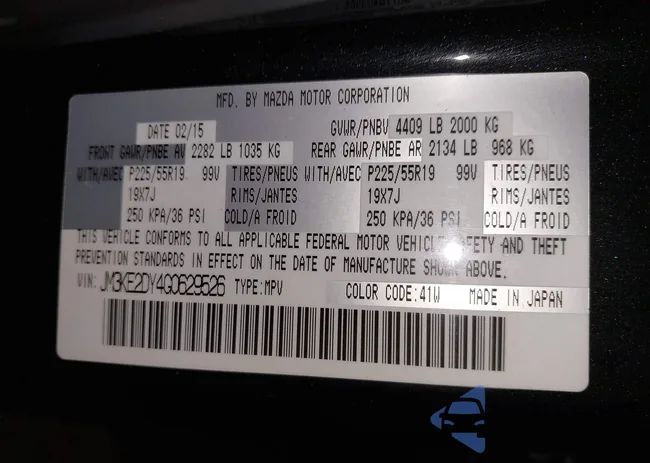 MFD. BY MAZDA MOTOR CORPORATION
DATE 02/15 GVWR/PNBV 4409 LB 2000 KG
FRONT GAWR/PNBE AV 2282 LB 1035 KG REAR GAWR/PNBE AR 2134 LB 968 KG
WITH/AVEC P225/55R19 99V TIRES/PNEUS WITH/AVEC P225/55R19 99V TIRES/PNEUS
19X7J RIMS/JANTES 19X7J RIMS/JANTES
250 KPA/36 PSI COLD/A FROID 250 KPA/36 PSI COLD/A FROID
THIS VEHICLE CONFORMS TO ALL APPLICABLE FEDERAL MOTOR VEHICLE SAFETY AND THEFT
PREVENTION STANDARDS IN EFFECT ON THE DATE OF MANUFACTURE SHOWN ABOVE.
VIN: JM3KE2DY4G0629526 TYPE:MPV COLOR CODE:41W MADE IN JAPAN